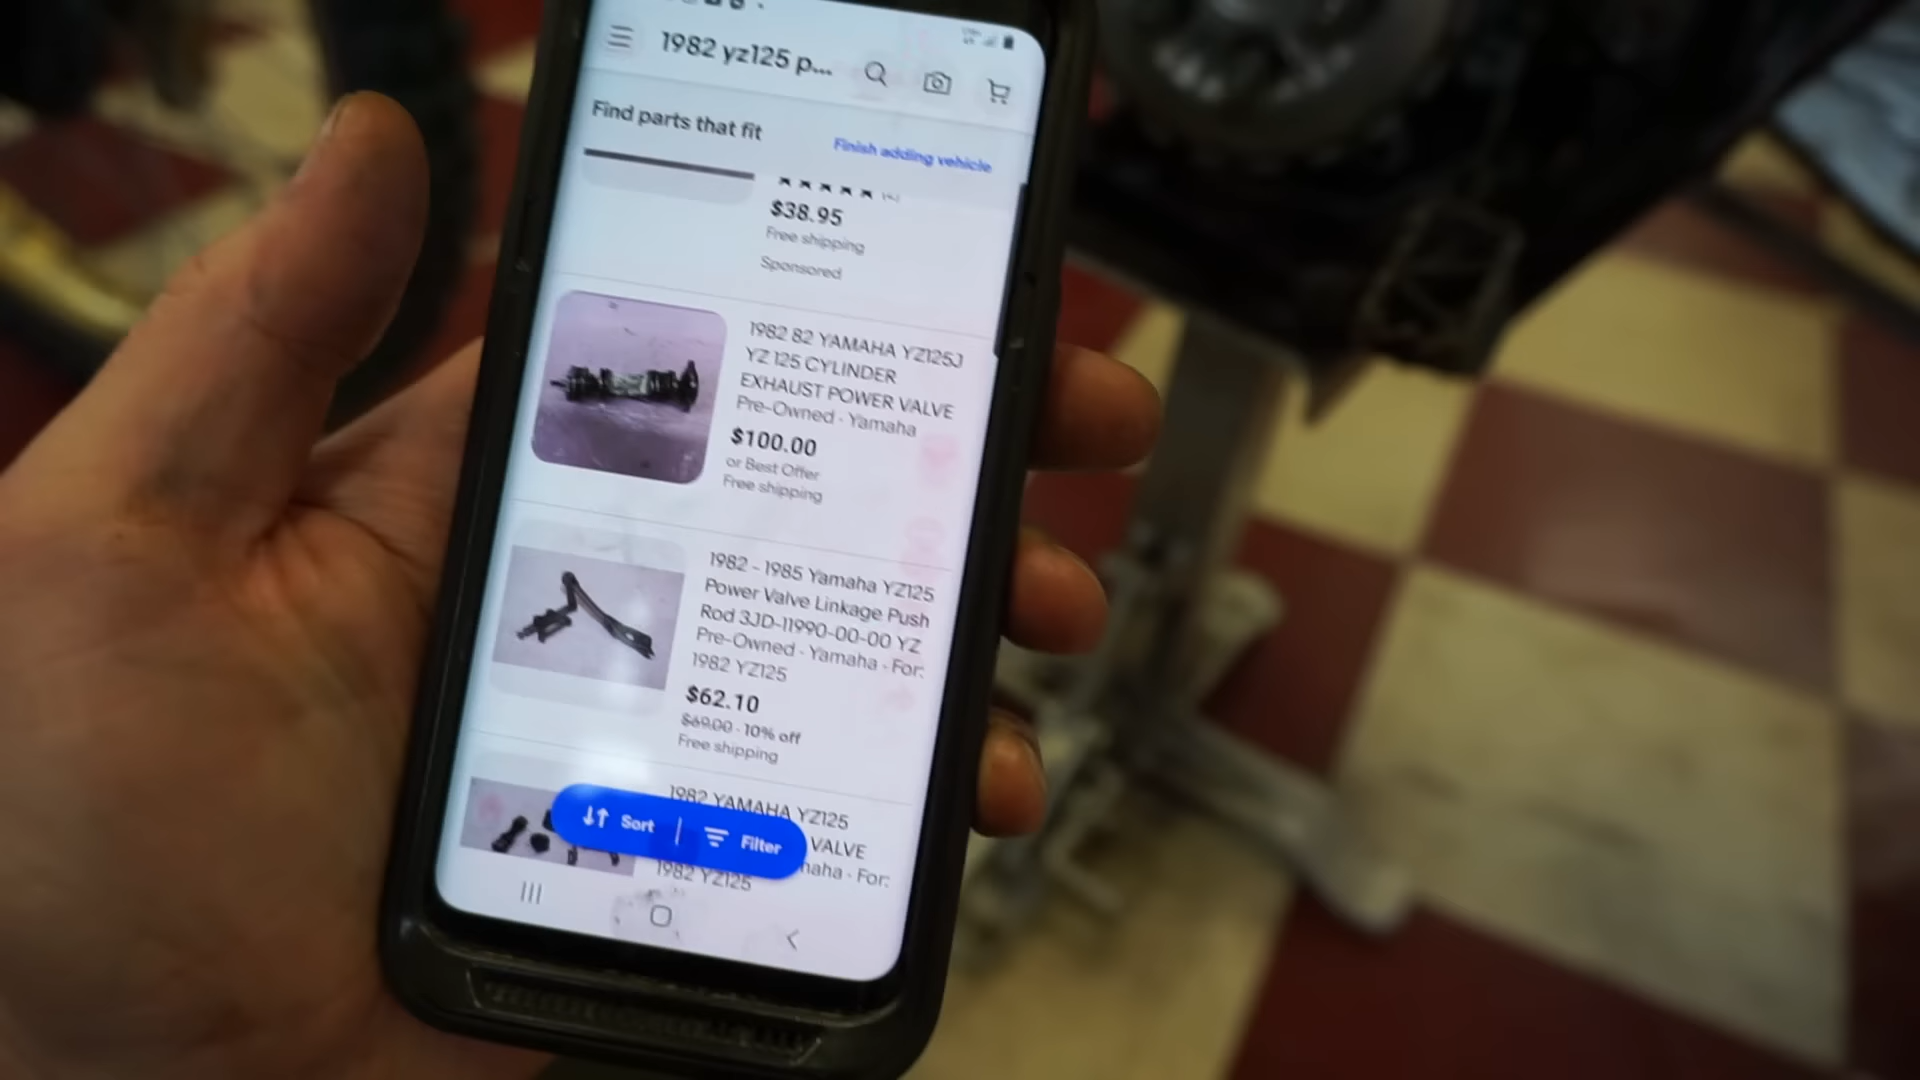 1982 yz125 p...
Find parts that fit
Finish adding vehicle
$38.95
Free shipping
Sponsored
1982 82 YAMAHA YZ125J
YZ 125 CYLINDER
EXHAUST POWER VALVE
Pre-Owned · Yamaha
$100.00
or Best Offer
Free shipping
1982 - 1985 Yamaha YZ125
Power Valve Linkage Push
Rod 3JD-11990-00-00 YZ
Pre-Owned · Yamaha · For:
1982 YZ125
$62.10
$69.00 · 10% off
Free shipping
1982 YAMAHA YZ125
VALVE
maha · For:
1982 YZ125
Sort | Filter